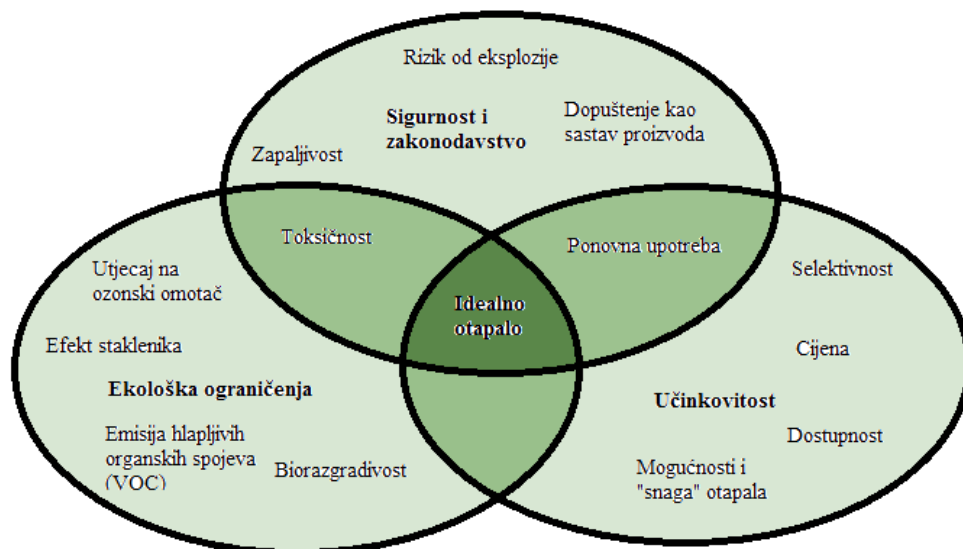 Rizik od eksplozije
Sigurnost i
zakonodavstvo
Dopuštenje kao
sastav proizvoda
Zapaljivost
Toksičnost
Ponovna upotreba
Utjecaj na
ozonski omotač
Selektivnost
Idealno
otapalo
Efekt staklenika
Cijena
Ekološka ograničenja
Učinkovitost
Emisija hlapljivih
organskih spojeva
(VOC)
Biorazgradivost
Dostupnost
Mogućnosti i
"snaga" otapala